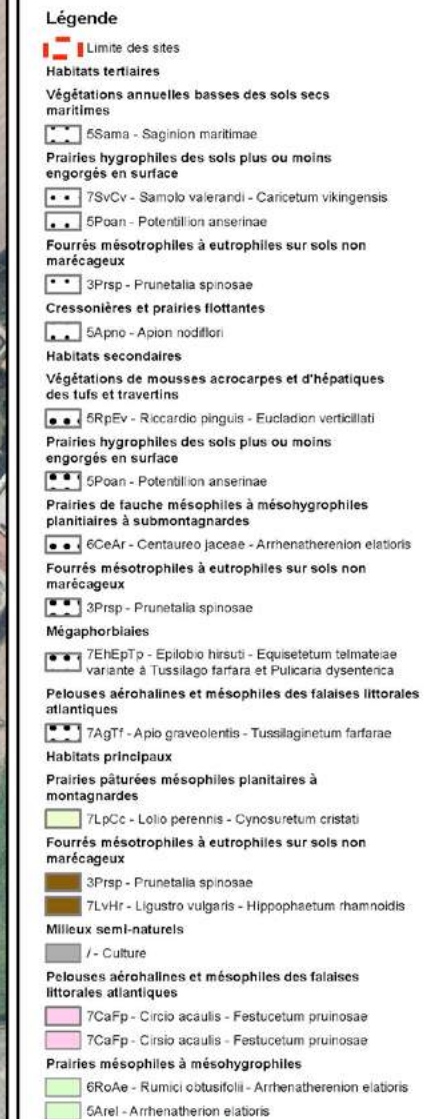 Légende
Limite des sites
Habitats tertiaires
Végétations annuelles basses des sols secs
maritimes
5Sama - Saginion maritimae
Prairies hygrophiles des sols plus ou moins
engorgés en surface
7SvCv - Samolo valerandi - Caricetum vikingensis
5Poan - Potentillion anserinae
Fourrés mésotrophiles à eutrophiles sur sols non
marécageux
3Prsp - Prunetalia spinosae
Cressonières et prairies flottantes
5Apno - Apion nodiflori
Habitats secondaires
Végétations de mousses acrocarpes et d'hépatiques
des tufs et travertins
5RpEv - Riccardio pinguis - Eucladion verticillati
Prairies hygrophiles des sols plus ou moins
engorgés en surface
5Poan - Potentillion anserinae
Prairies de fauche mésophiles à mésohygrophiles
planitiaires à submontagnardes
6CeAr - Centaureo jaceae - Arrhenatherenion elatioris
Fourrés mésotrophiles à eutrophiles sur sols non
marécageux
3Prsp - Prunetalia spinosae
Mégaphorbiaies
7EhEpTp - Epilobio hirsuti - Equisetetum telmateiae
variante à Tussilago farfara et Pulicaria dysenterica
Pelouses aérohalines et mésophiles des falaises littorales
atlantiques
7AgTf - Apio graveolentis - Tussilaginetum farfarae
Habitats principaux
Prairies pâturées mésophiles planitaires à
montagnardes
7LpCc - Lolio perennis - Cynosuretum cristati
Fourrés mésotrophiles à eutrophiles sur sols non
marécageux
3Prsp - Prunetalia spinosae
7LvHr - Ligustro vulgaris - Hippophaetum rhamnoidis
Milieux semi-naturels
/ - Culture
Pelouses aérohalines et mésophiles des falaises
littorales atlantiques
7CaFp - Circio acaulis - Festucetum pruinosae
7CaFp - Cirsio acaulis - Festucetum pruinosae
Prairies mésophiles à mésohygrophiles
6RoAe - Rumici obtusifolii - Arrhenatherenion elatioris
5Arel - Arrhenatherion elatioris